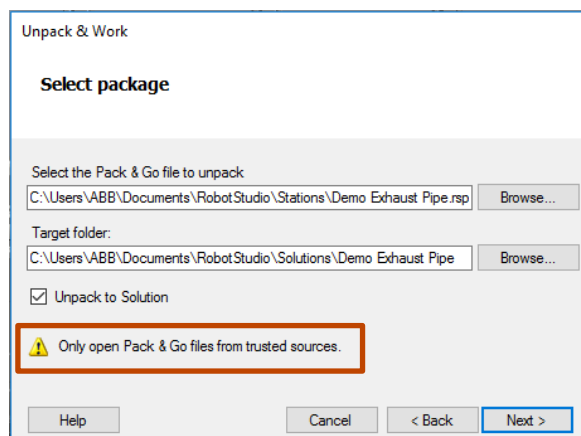 Unpack & Work
Select package
Select the Pack & Go file to unpack
C:\Users\ABB\Documents\RobotStudio\Stations\Demo Exhaust Pipe.rsp
Browse...
Target folder:
C:\Users\ABB\Documents\RobotStudio\Solutions\Demo Exhaust Pipe
Browse...
Unpack to Solution
Only open Pack & Go files from trusted sources.
Help
Cancel
< Back
Next >